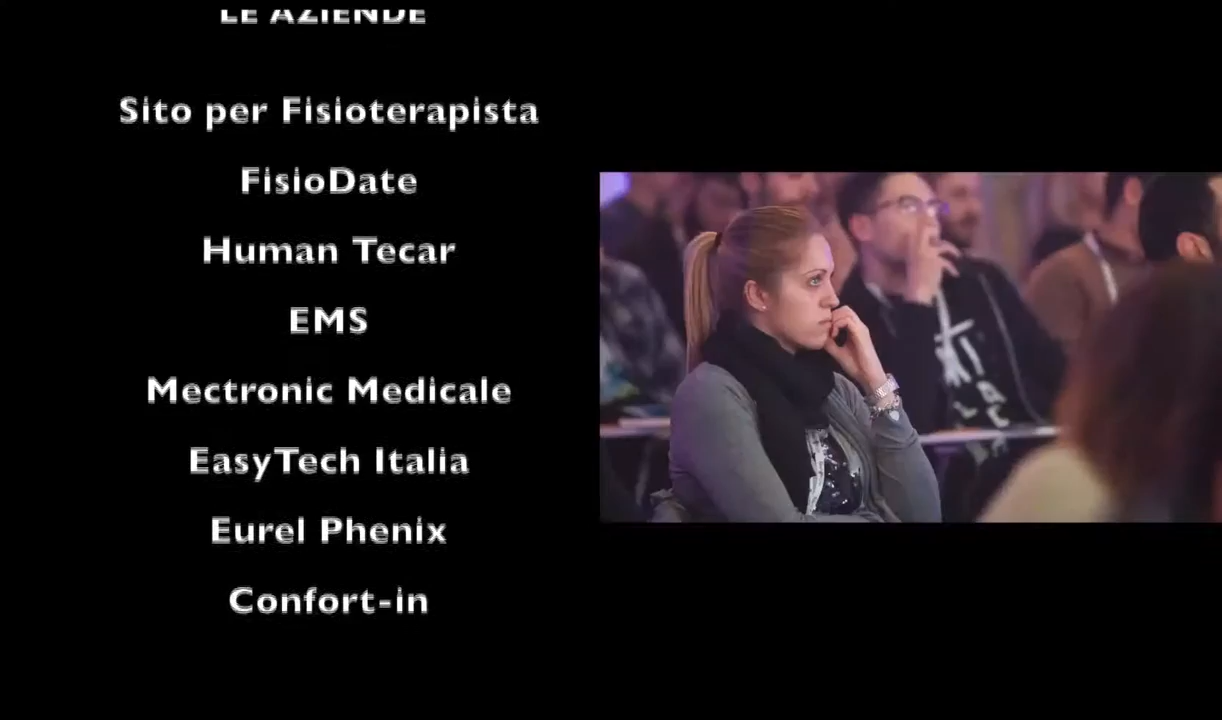 LE AZIENDE
Sito per Fisioterapista
FisioDate
Human Tecar
EMS
Mectronic Medicale
EasyTech Italia
Eurel Phenix
Confort-in